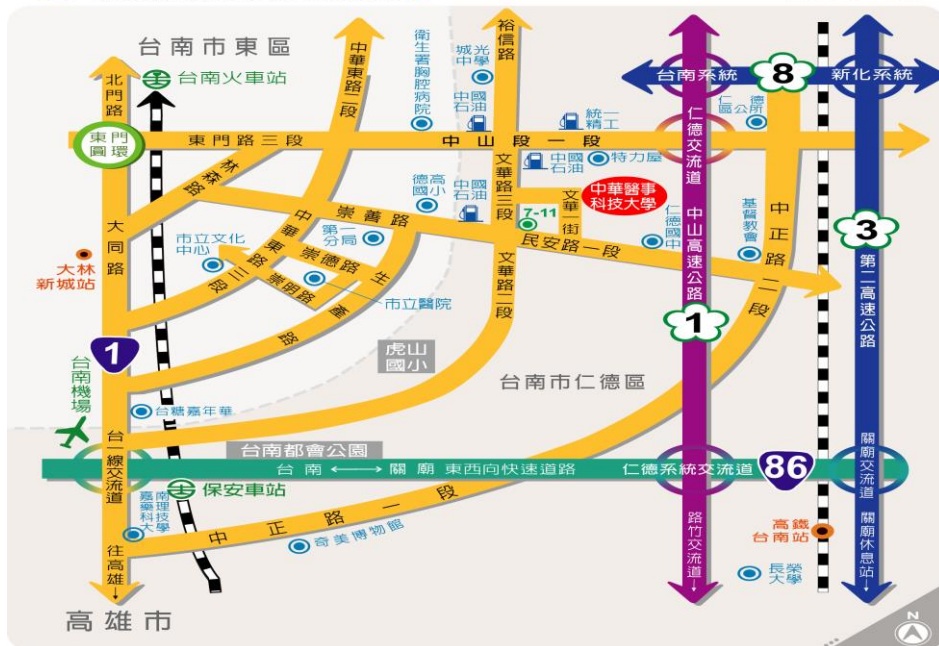 台南市東區
北門路
台南火車站
中華東路二段
衛生署胸腔病院
城光中學
中國石油
裕信路
統一精工
台南系統
8
新化系統
仁德區公所
東門圓環
東門路三段
中山段一段
仁德交流道
林森路
德高國小
中國石油
文華路三段
中國石油
特力屋
中華醫事科技大學
文華一街
7-11
大同路
崇善路
民安路一段
仁德國中
中山高速公路
基督教會
中正路二段
3
第二高速公路
大林新城站
市立文化中心
第一分局
中華東路三段
崇德路
崇明路
生產路
市立醫院
文華路二段
1
1
虎山國小
台南市仁德區
台南機場
台糖嘉年華
台南都會公園
台一線交流道
台南
關廟
東西向快速道路
仁德系統交流道
86
關廟交流道
保安車站
嘉南藥理科技大學
中正路一段
奇美博物館
路竹交流道
高鐵台南站
關廟休息站
長榮大學
往高雄
高雄市
N